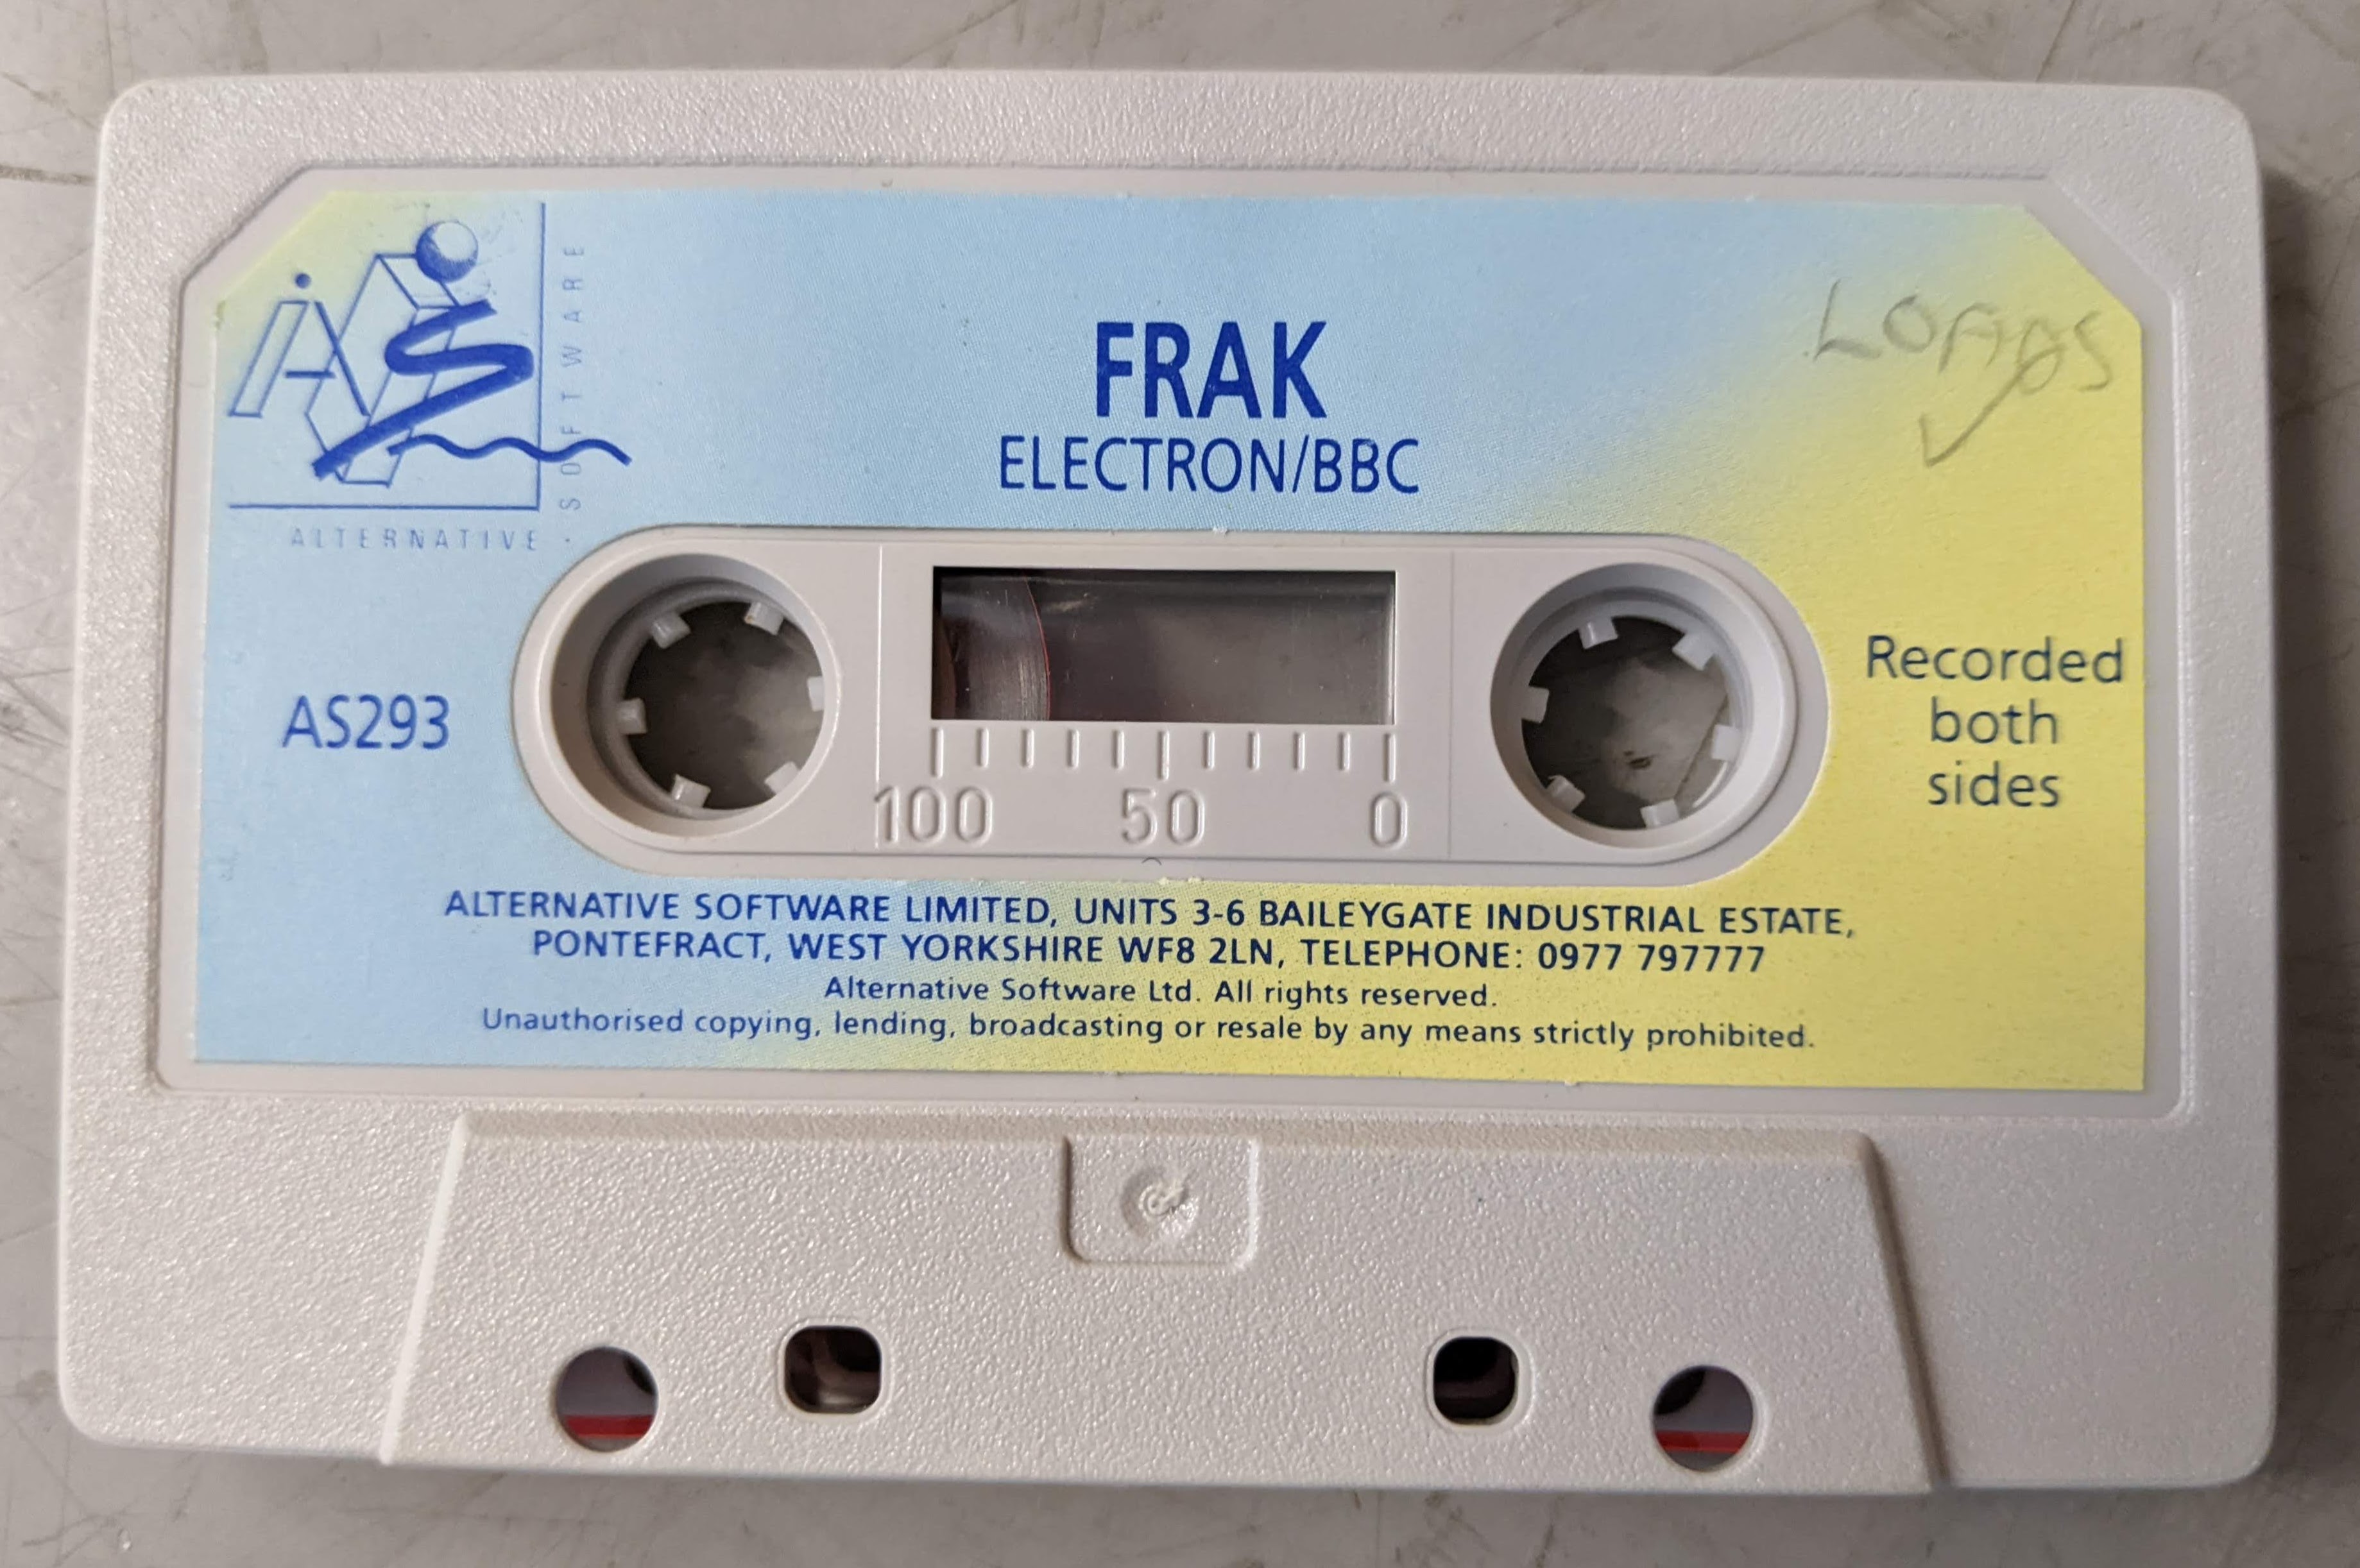 AS
SOFTWARE
ALTERNATIVE
FRAK
ELECTRON/BBC
LOADS
AS293
100 50 0
Recorded
both
sides
ALTERNATIVE SOFTWARE LIMITED, UNITS 3-6 BAILEYGATE INDUSTRIAL ESTATE,
PONTEFRACT, WEST YORKSHIRE WF8 2LN, TELEPHONE: 0977 797777
Alternative Software Ltd. All rights reserved.
Unauthorised copying, lending, broadcasting or resale by any means strictly prohibited.